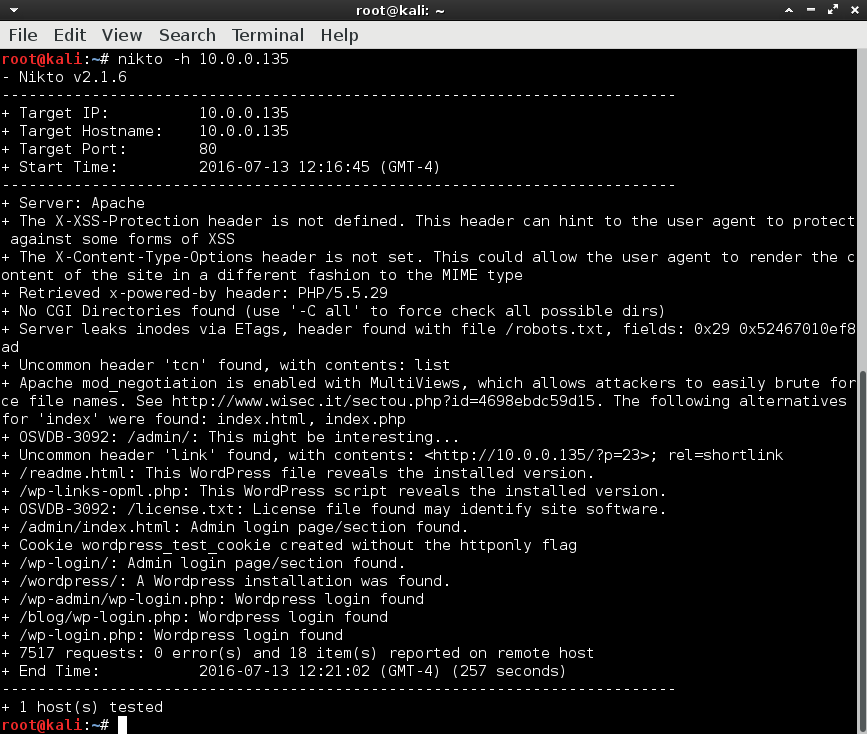 root@kali: ~
File Edit View Search Terminal Help
root@kali:~# nikto -h 10.0.0.135
- Nikto v2.1.6
---------------------------------------------------------------------------
+ Target IP:          10.0.0.135
+ Target Hostname:    10.0.0.135
+ Target Port:        80
+ Start Time:         2016-07-13 12:16:45 (GMT-4)
---------------------------------------------------------------------------
+ Server: Apache
+ The X-XSS-Protection header is not defined. This header can hint to the user agent to protect
 against some forms of XSS
+ The X-Content-Type-Options header is not set. This could allow the user agent to render the c
ontent of the site in a different fashion to the MIME type
+ Retrieved x-powered-by header: PHP/5.5.29
+ No CGI Directories found (use '-C all' to force check all possible dirs)
+ Server leaks inodes via ETags, header found with file /robots.txt, fields: 0x29 0x52467010ef8
ad
+ Uncommon header 'tcn' found, with contents: list
+ Apache mod_negotiation is enabled with MultiViews, which allows attackers to easily brute for
ce file names. See http://www.wisec.it/sectou.php?id=4698ebdc59d15. The following alternatives
for 'index' were found: index.html, index.php
+ OSVDB-3092: /admin/: This might be interesting...
+ Uncommon header 'link' found, with contents: <http://10.0.0.135/?p=23>; rel=shortlink
+ /readme.html: This WordPress file reveals the installed version.
+ /wp-links-opml.php: This WordPress script reveals the installed version.
+ OSVDB-3092: /license.txt: License file found may identify site software.
+ /admin/index.html: Admin login page/section found.
+ Cookie wordpress_test_cookie created without the httponly flag
+ /wp-login/: Admin login page/section found.
+ /wordpress/: A Wordpress installation was found.
+ /wp-admin/wp-login.php: Wordpress login found
+ /blog/wp-login.php: Wordpress login found
+ /wp-login.php: Wordpress login found
+ 7517 requests: 0 error(s) and 18 item(s) reported on remote host
+ End Time:           2016-07-13 12:21:02 (GMT-4) (257 seconds)
---------------------------------------------------------------------------
+ 1 host(s) tested
root@kali:~#